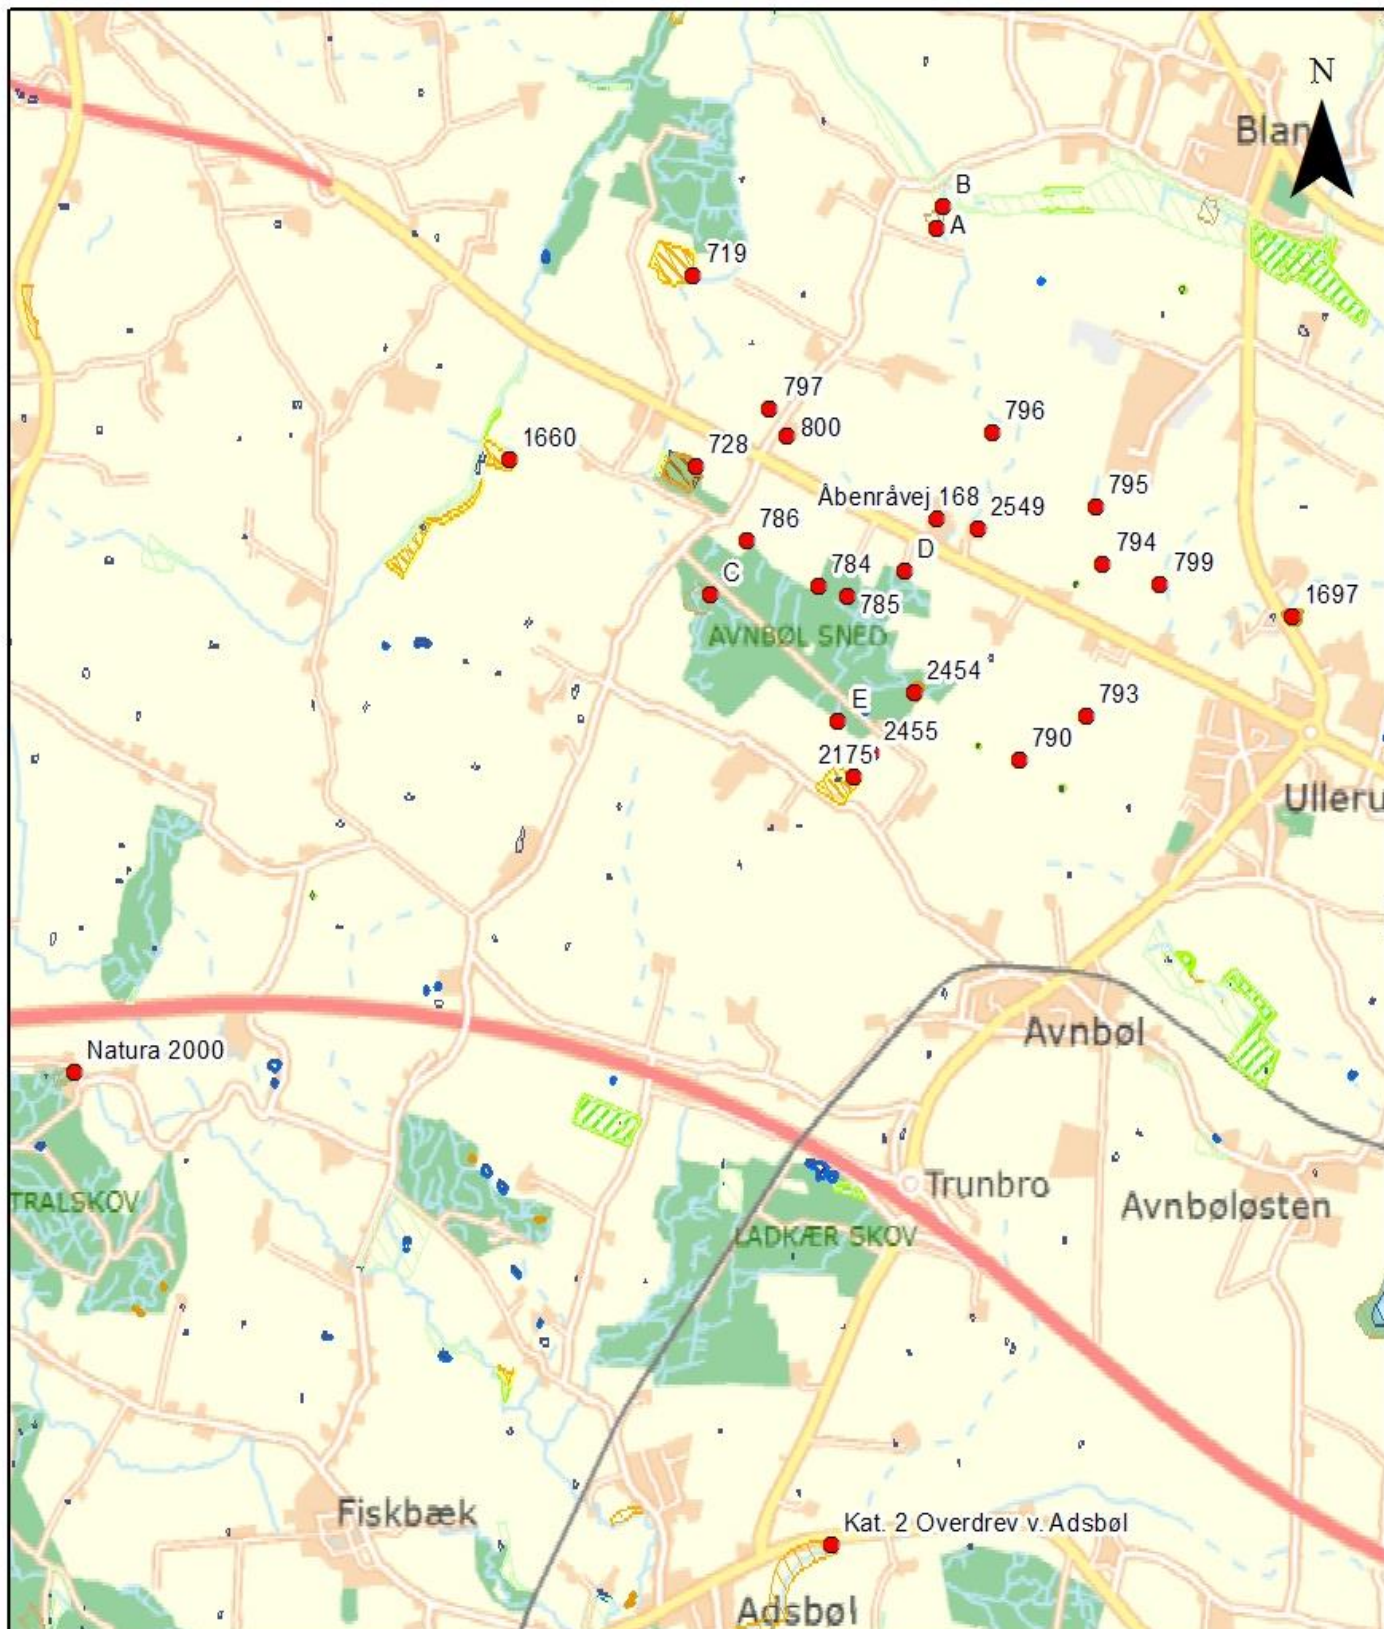 N
Blan
B
A
719
797
796
800
1660
728
795
Åbenråvej 168
2549
786
D
794
784
799
C
785
1697
AVNBØL SNED
2454
E
793
2455
790
2175
Ulleru
Avnbøl
Natura 2000
Trunbro
TRALSKOV
Avnbøløsten
LADKÆR SKOV
Fiskbæk
Kat. 2 Overdrev v. Adsbøl
Adsbøl